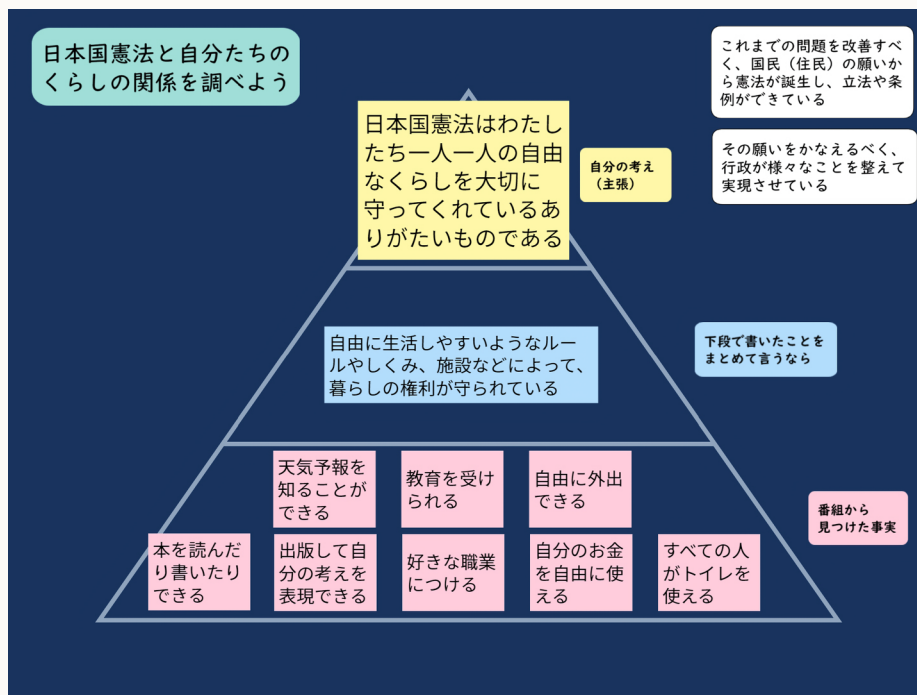 日本国憲法と自分たちの
くらしの関係を調べよう
これまでの問題を改善すべ
く、国民（住民）の願いか
ら憲法が誕生し、立法や条
例ができている
その願いをかなえるべく、
行政が様々なことを整えて
実現させている
日本国憲法はわたし
たち一人一人の自由
なくらしを大切に
守ってくれているあ
りがたいものである
自分の考え
（主張）
自由に生活しやすいようなルー
ルやしくみ、施設などによって、
暮らしの権利が守られている
下段で書いたことを
まとめて言うなら
天気予報を
知ることが
できる
教育を受け
られる
自由に外出
できる
番組から
見つけた事実
本を読んだ
り書いたり
できる
出版して自
分の考えを
表現できる
好きな職業
につける
自分のお金
を自由に使
える
すべての人
がトイレを
使える